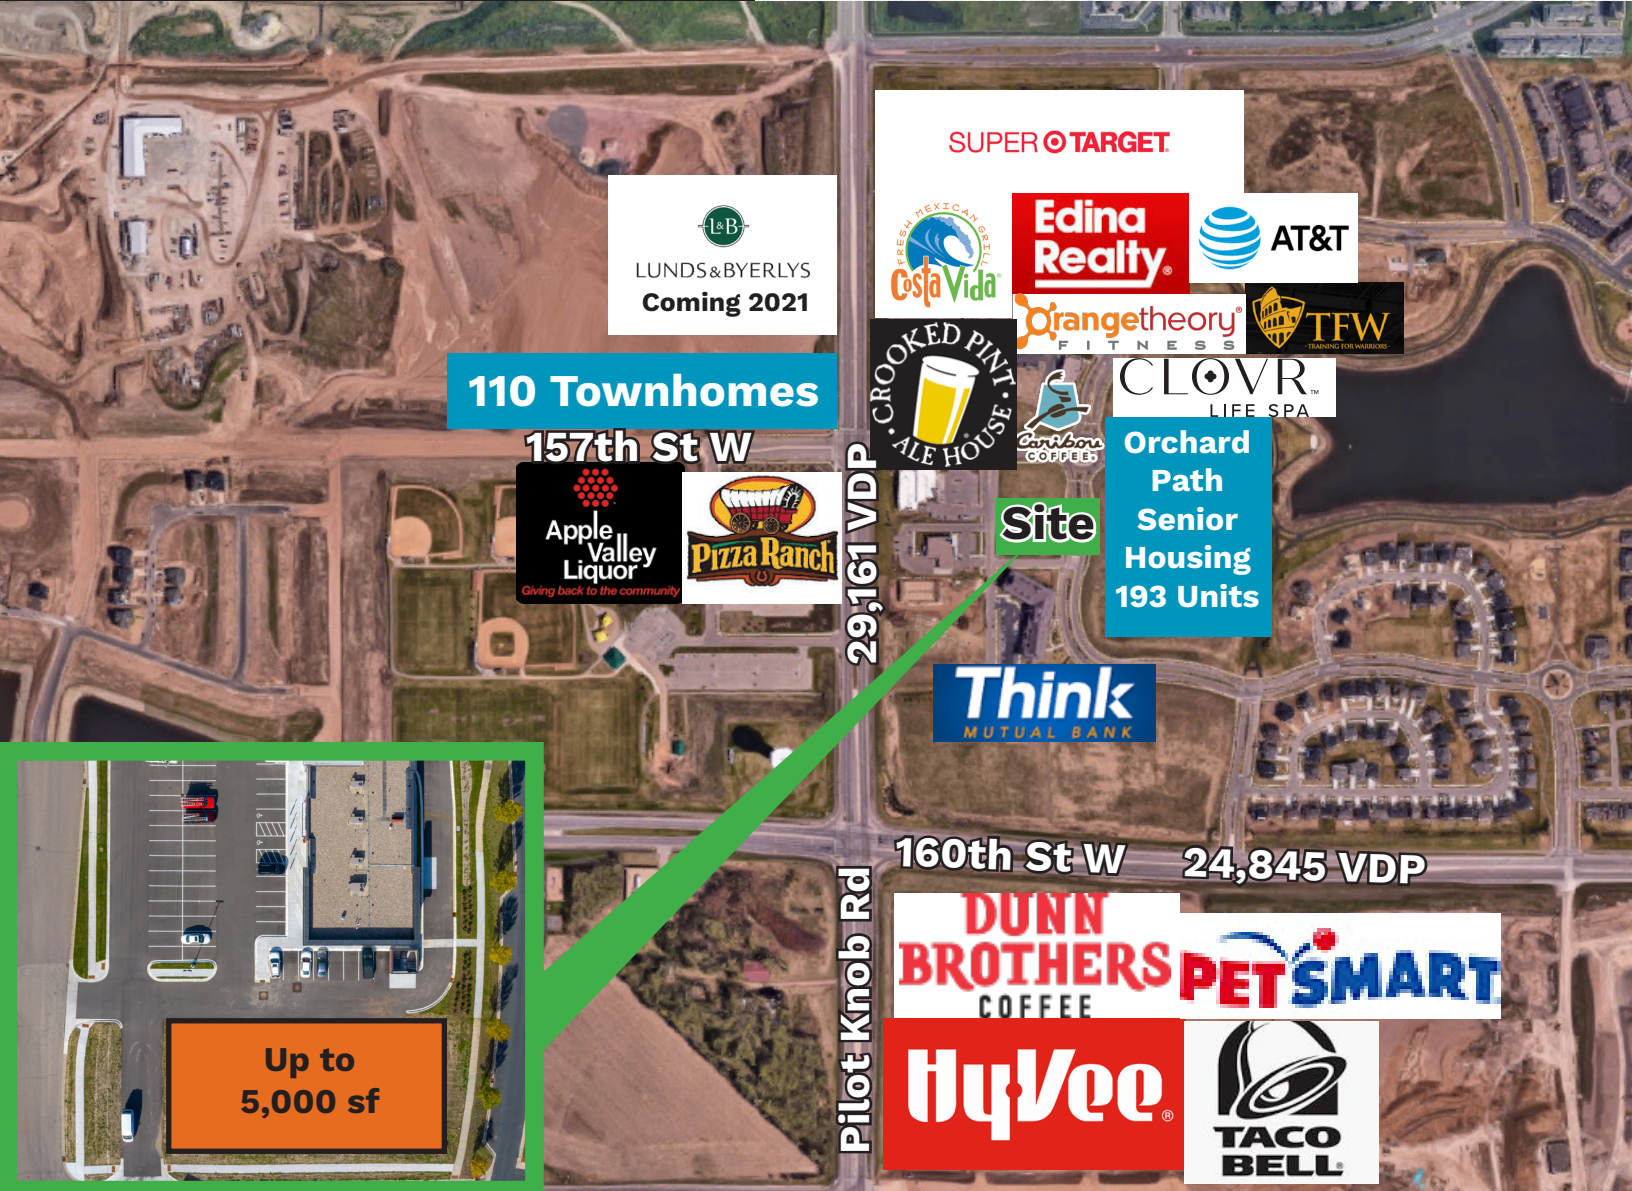 SUPER TARGET
L&B
LUNDS&BYERLYS
Coming 2021
FRESH MEXICAN GRILL
Costa Vida®
Edina
Realty®
AT&T
Orangetheory®
FITNESS
TFW
·TRAINING FOR WARRIORS·
CROOKED PINT
· ALE HOUSE ·
Caribou
COFFEE®
CLOVR™
LIFE SPA
110 Townhomes
157th St W
Apple
Valley
Liquor
Giving back to the community
Pizza Ranch
29,161 VDP
Site
Orchard
Path
Senior
Housing
193 Units
Think
MUTUAL BANK
160th St W
24,845 VDP
Pilot Knob Rd
DUNN
BROTHERS
COFFEE
PETSMART
HyVee®
TACO
BELL®
Up to
5,000 sf